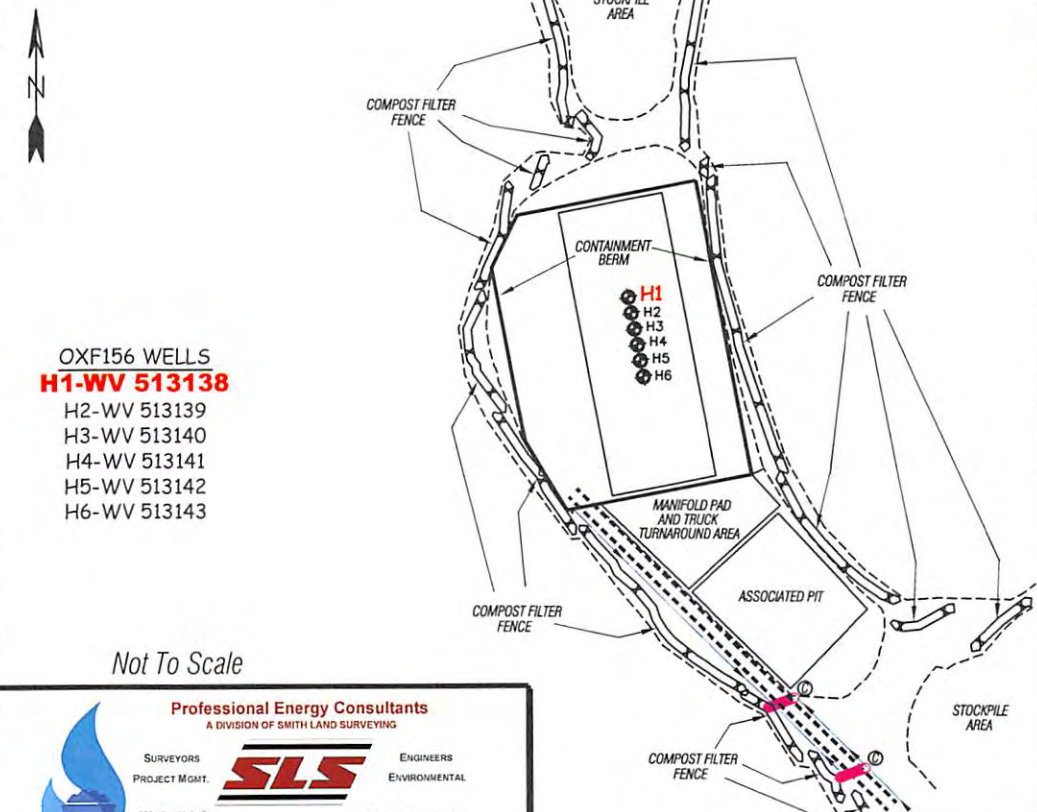 STOCKPILE
AREA
N
COMPOST FILTER
FENCE
CONTAINMENT
BERM
COMPOST FILTER
FENCE
H1
H2
H3
H4
H5
H6
OXF156 WELLS
H1-WV 513138
H2-WV 513139
H3-WV 513140
H4-WV 513141
H5-WV 513142
H6-WV 513143
MANIFOLD PAD
AND TRUCK
TURNAROUND AREA
ASSOCIATED PIT
COMPOST FILTER
FENCE
Not To Scale
C
STOCKPILE
AREA
COMPOST FILTER
FENCE
C
Professional Energy Consultants
A DIVISION OF SMITH LAND SURVEYING
SURVEYORS
PROJECT MGMT.
SLS
ENGINEERS
ENVIRONMENTAL